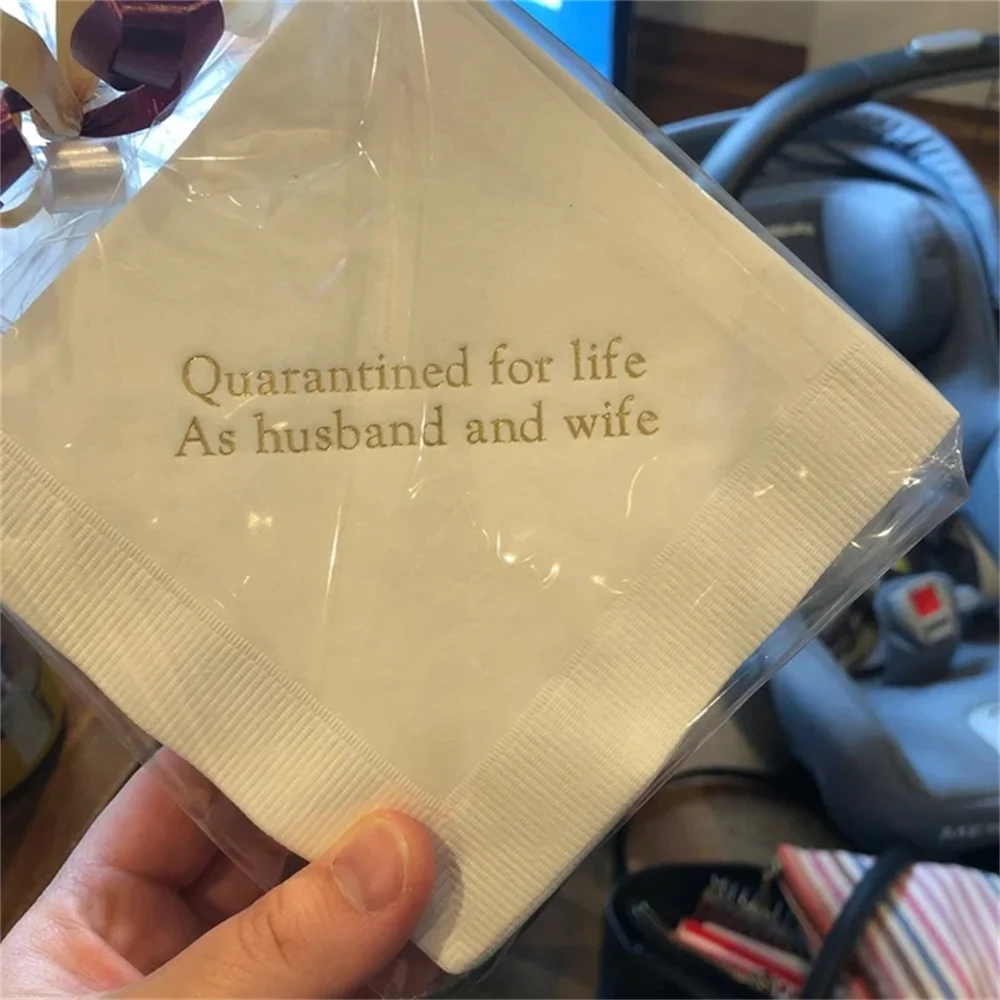 Quarantined for life
As husband and wife